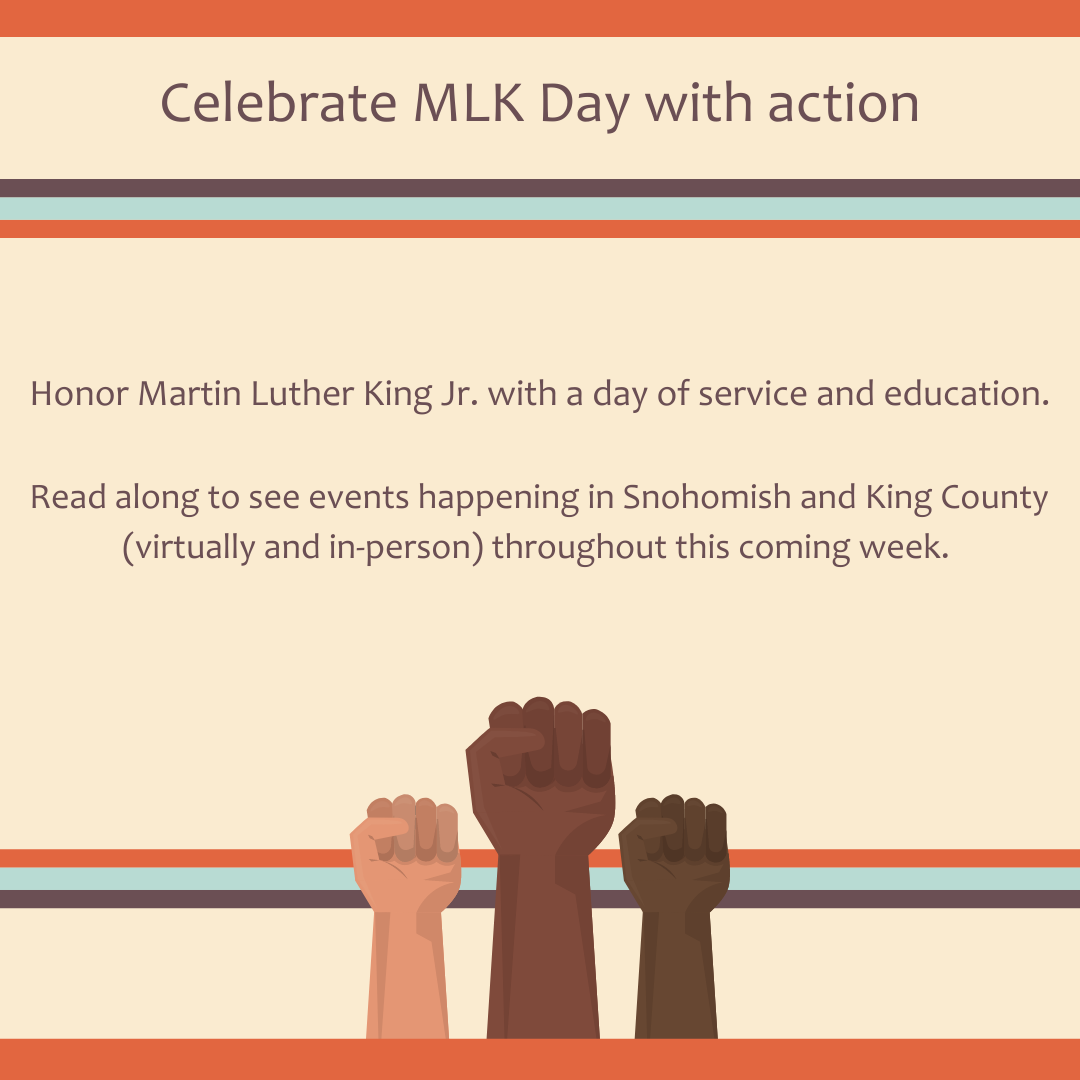 Celebrate MLK Day with action
Honor Martin Luther King Jr. with a day of service and education.
Read along to see events happening in Snohomish and King County
(virtually and in-person) throughout this coming week.